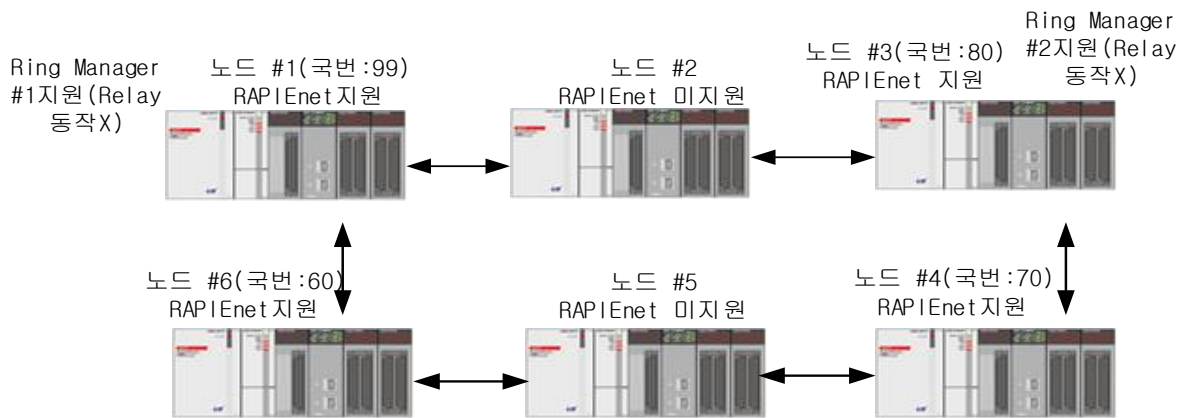 Ring Manager
#1지원(Relay
동작X)
노드 #1(국번:99)
RAPIEnet지원
노드 #2
RAPIEnet 미지원
노드 #3(국번:80)
RAPIEnet 지원
Ring Manager
#2지원(Relay
동작X)
노드 #6(국번:60)
RAPIEnet지원
노드 #5
RAPIEnet 미지원
노드 #4(국번:70)
RAPIEnet지원